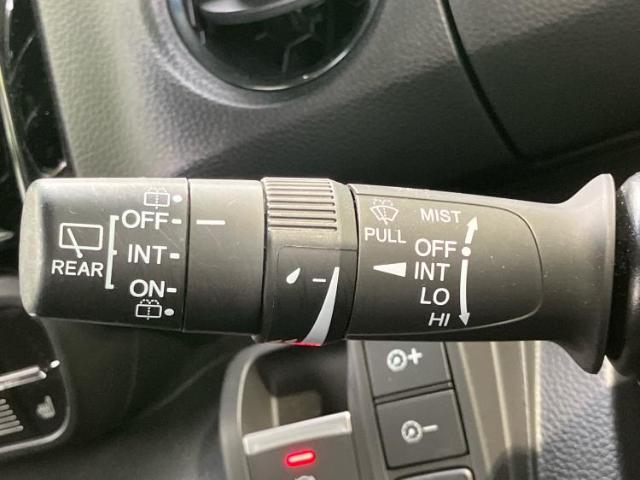 OFF
INT
REAR
ON
MIST
PULL
OFF
INT
LO
HI
+
-